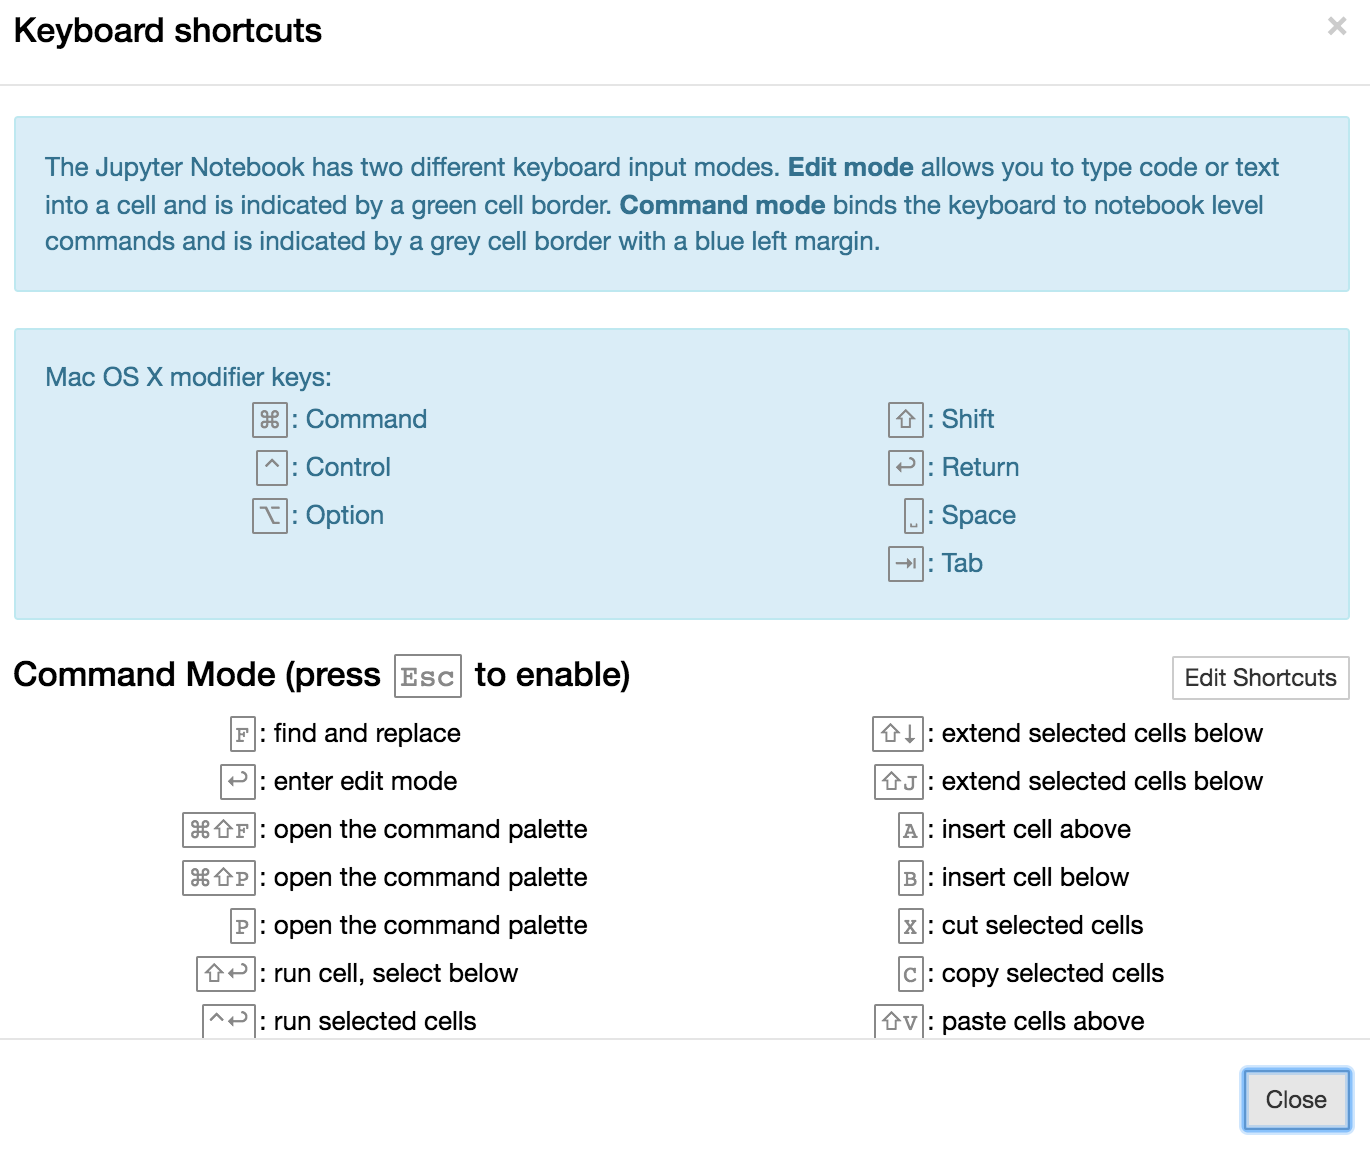 Keyboard shortcuts
×
The Jupyter Notebook has two different keyboard input modes. Edit mode allows you to type code or text
into a cell and is indicated by a green cell border. Command mode binds the keyboard to notebook level
commands and is indicated by a grey cell border with a blue left margin.
Mac OS X modifier keys:
⌘: Command
^: Control
⌥: Option
⇧: Shift
↩: Return
␣: Space
⇥: Tab
Command Mode (press Esc to enable)
Edit Shortcuts
F: find and replace
↩: enter edit mode
⌘⇧F: open the command palette
⌘⇧P: open the command palette
P: open the command palette
⇧↩: run cell, select below
^↩: run selected cells
⇧↓: extend selected cells below
⇧J: extend selected cells below
A: insert cell above
B: insert cell below
X: cut selected cells
C: copy selected cells
⇧V: paste cells above
Close